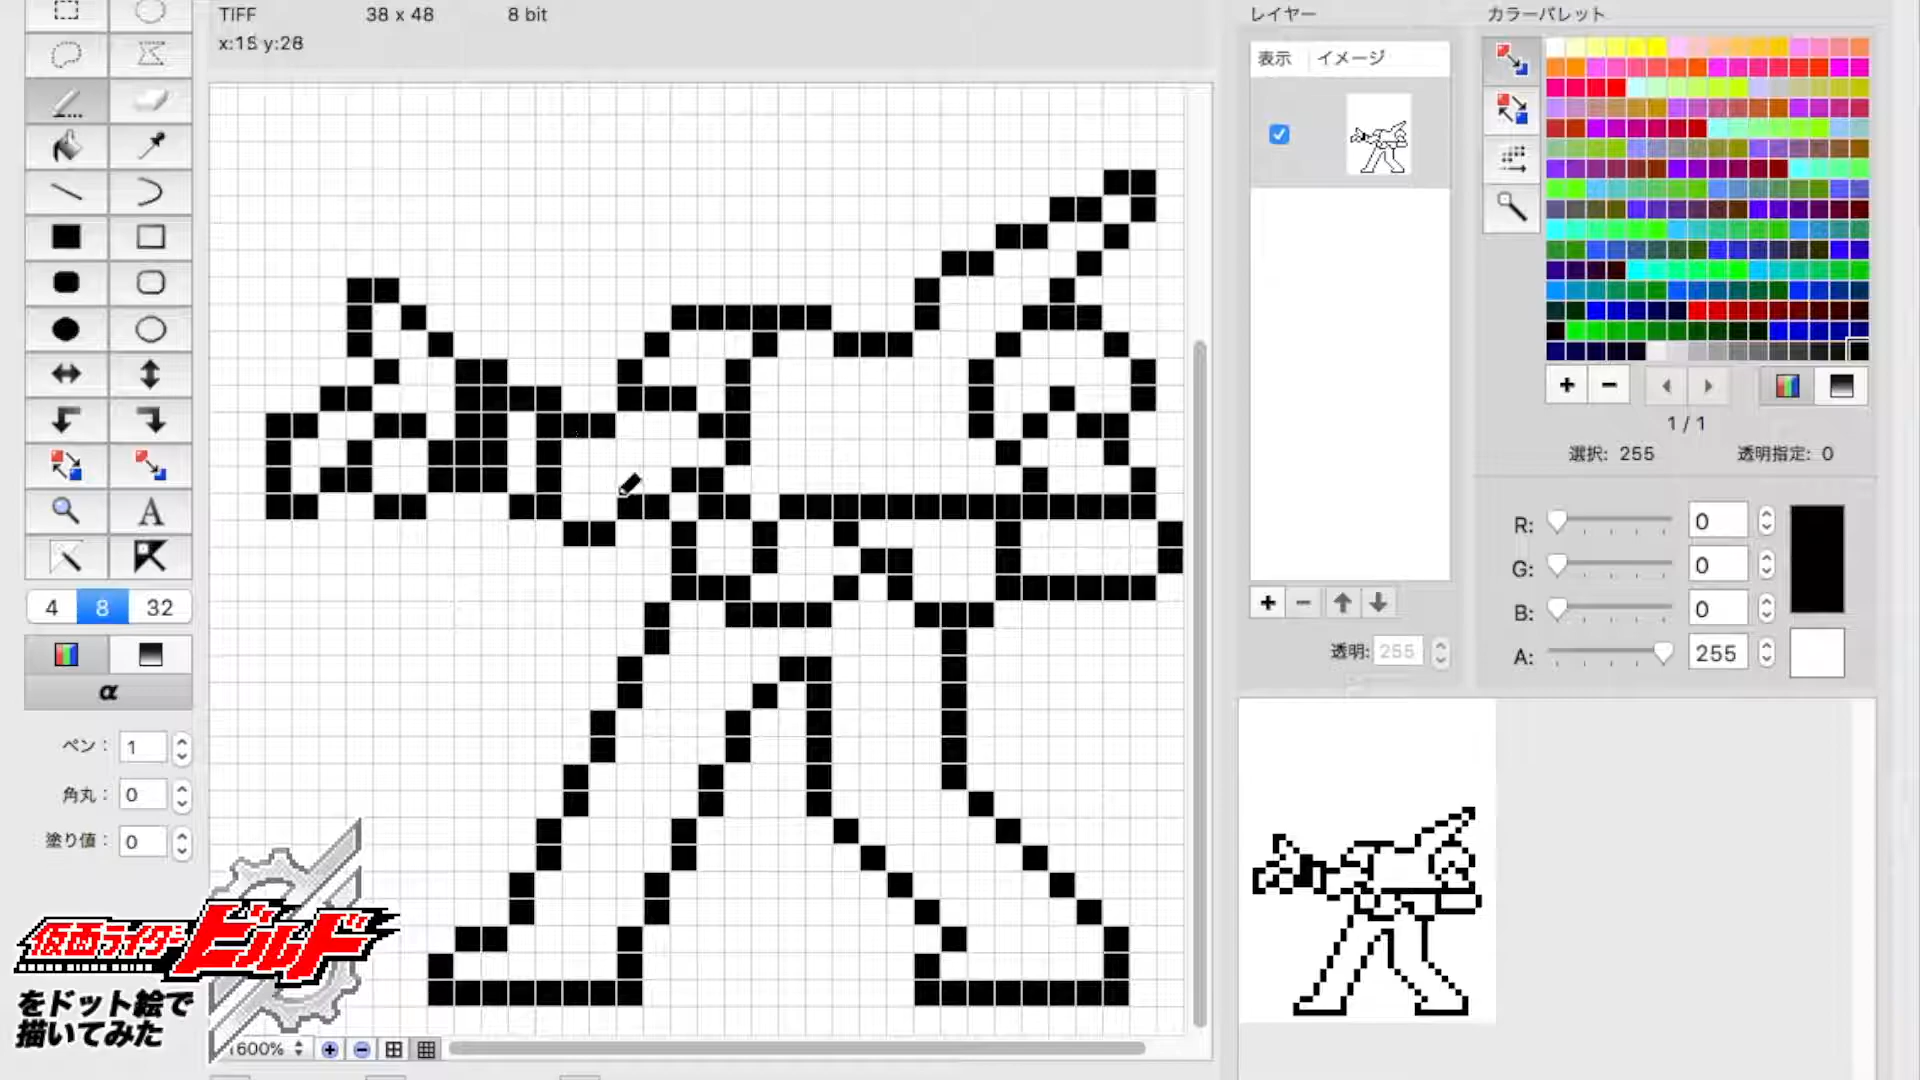 TIFF 38 x 48 8 bit
x:15 y:28
レイヤー
表示 イメージ
カラーパレット
1 / 1
選択: 255 透明指定: 0
R: 0
G: 0
B: 0
A: 255
透明: 255
4 8 32
α
ペン: 1
角丸: 0
塗り値: 0
A
仮面ライダー
ビルド
をドット絵で
描いてみた
1600%